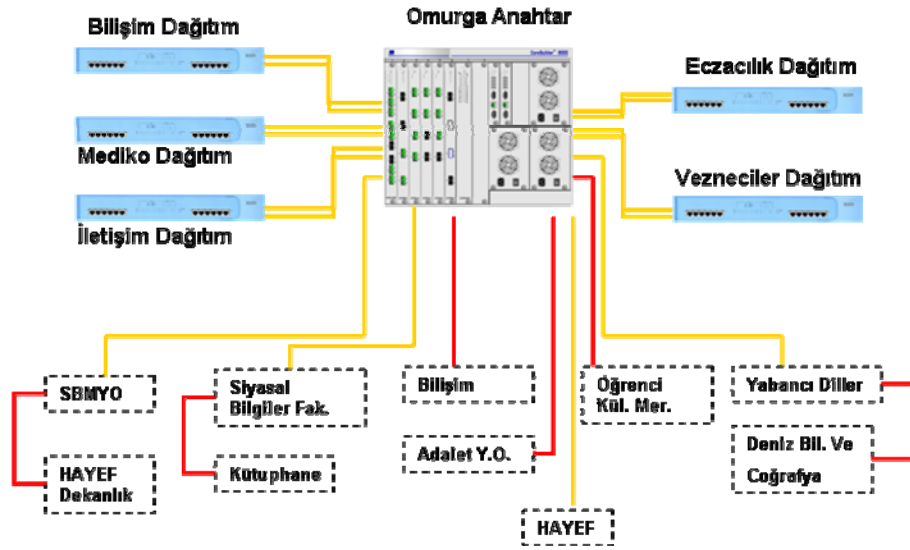 Omurga Anahtar
Bilişim Dağıtım
Mediko Dağıtım
İletişim Dağıtım
Eczacılık Dağıtım
Vezneciler Dağıtım
SBMYO
HAYEF
Dekanlık
Siyasal
Bilgiler Fak.
Kütuphane
Bilişim
Adalet Y.O.
HAYEF
Öğrenci
Kül. Mer.
Yabancı Diller
Deniz Bil. Ve
Coğrafya